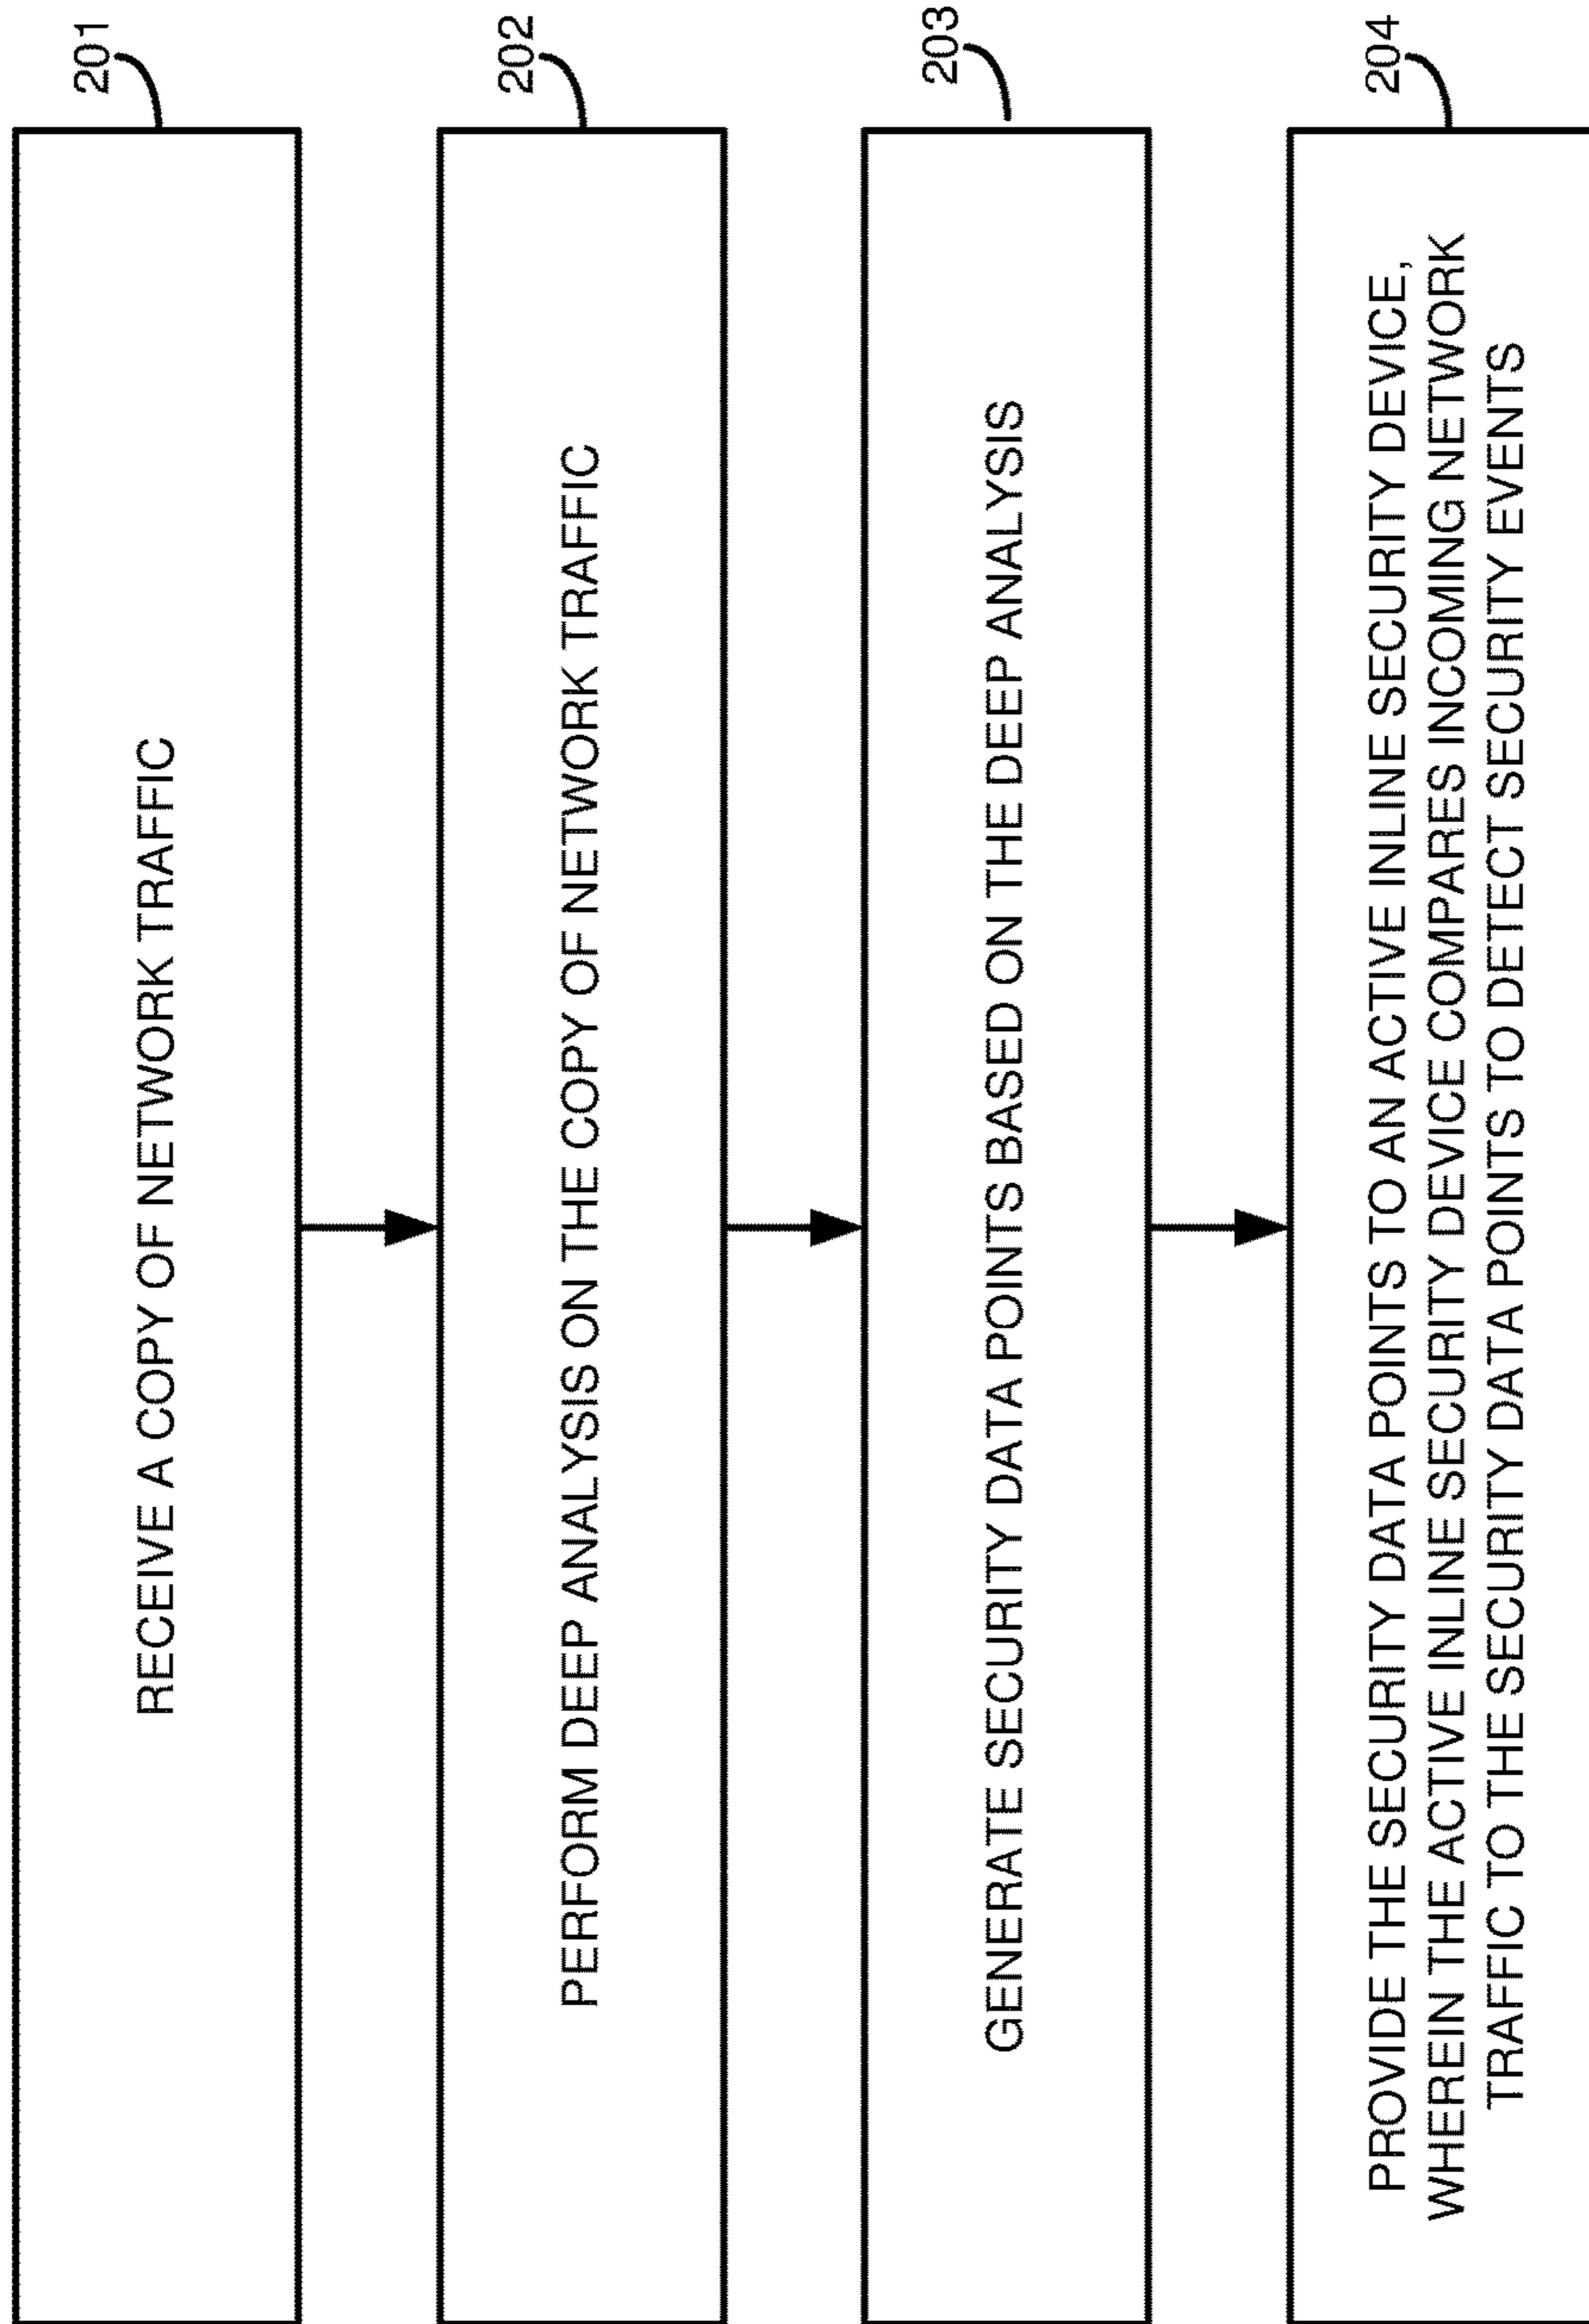 201
RECEIVE A COPY OF NETWORK TRAFFIC
202
PERFORM DEEP ANALYSIS ON THE COPY OF NETWORK TRAFFIC
203
GENERATE SECURITY DATA POINTS BASED ON THE DEEP ANALYSIS
204
PROVIDE THE SECURITY DATA POINTS TO AN ACTIVE INLINE SECURITY DEVICE,
WHEREIN THE ACTIVE INLINE SECURITY DEVICE COMPARES INCOMING NETWORK
TRAFFIC TO THE SECURITY DATA POINTS TO DETECT SECURITY EVENTS